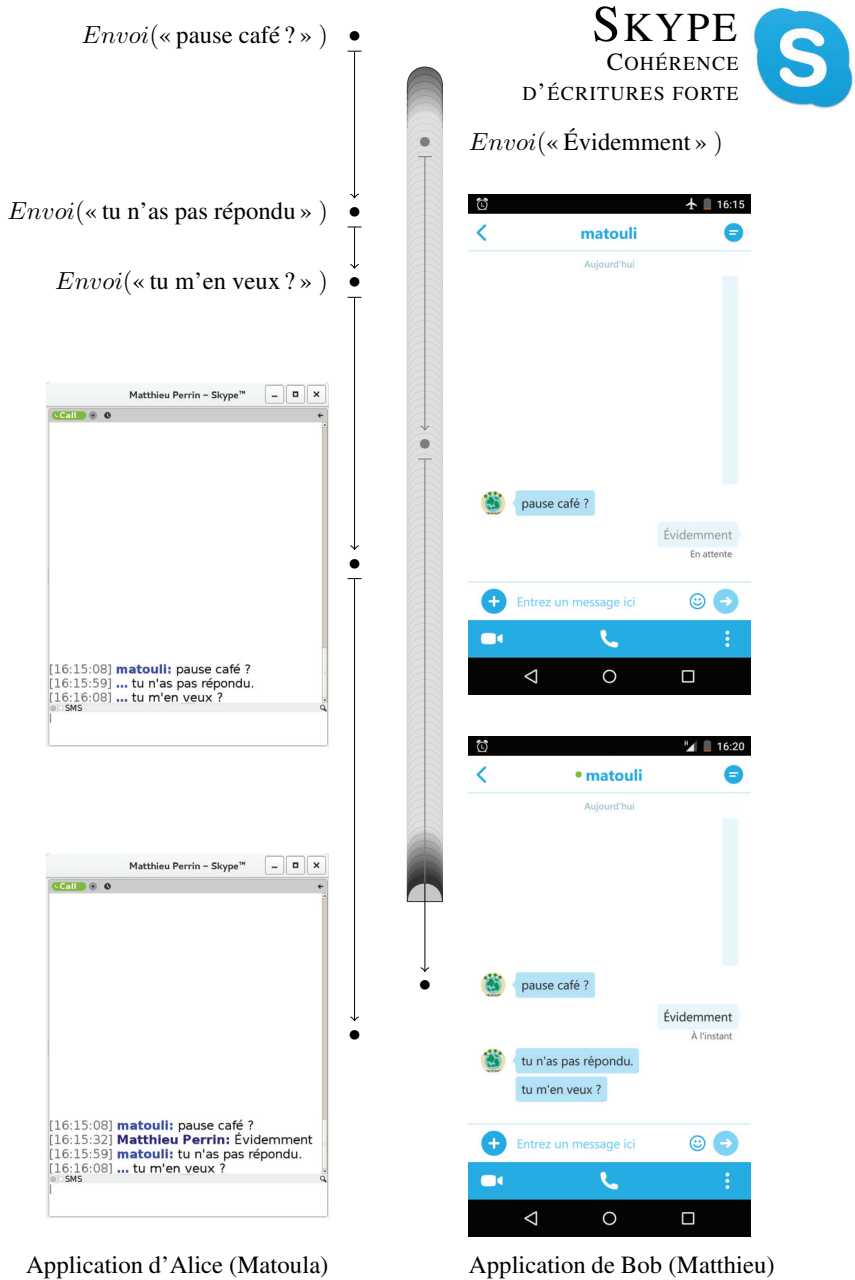 Envoi(« pause café ? » )
SKYPE
COHÉRENCE
D'ÉCRITURES FORTE
S
Envoi(« Évidemment » )
Envoi(« tu n'as pas répondu » )
Envoi(« tu m'en veux ? » )
16:15
matouli
Aujourd'hui
pause café ?
Évidemment
En attente
Entrez un message ici
Matthieu Perrin – Skype™
Call
[16:15:08] matouli: pause café ?
[16:15:59] ... tu n'as pas répondu.
[16:16:08] ... tu m'en veux ?
SMS
H
16:20
matouli
Aujourd'hui
pause café ?
Évidemment
À l'instant
tu n'as pas répondu.
tu m'en veux ?
Entrez un message ici
Matthieu Perrin – Skype™
Call
[16:15:08] matouli: pause café ?
[16:15:32] Matthieu Perrin: Évidemment
[16:15:59] matouli: tu n'as pas répondu.
[16:16:08] ... tu m'en veux ?
SMS
Application d'Alice (Matoula)
Application de Bob (Matthieu)